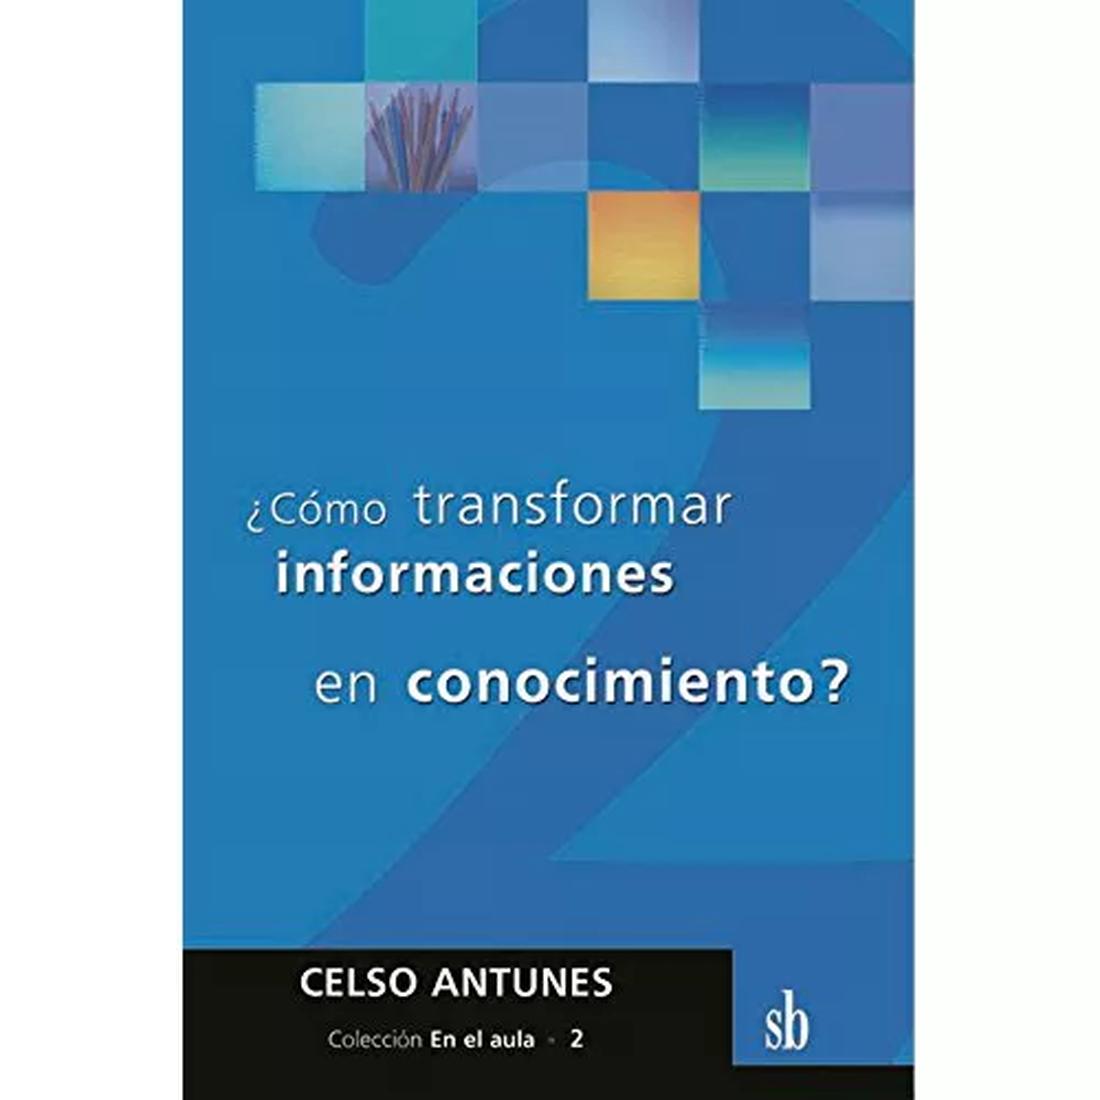 ¿Cómo transformar
informaciones
en conocimiento?
CELSO ANTUNES
Colección En el aula · 2
sb